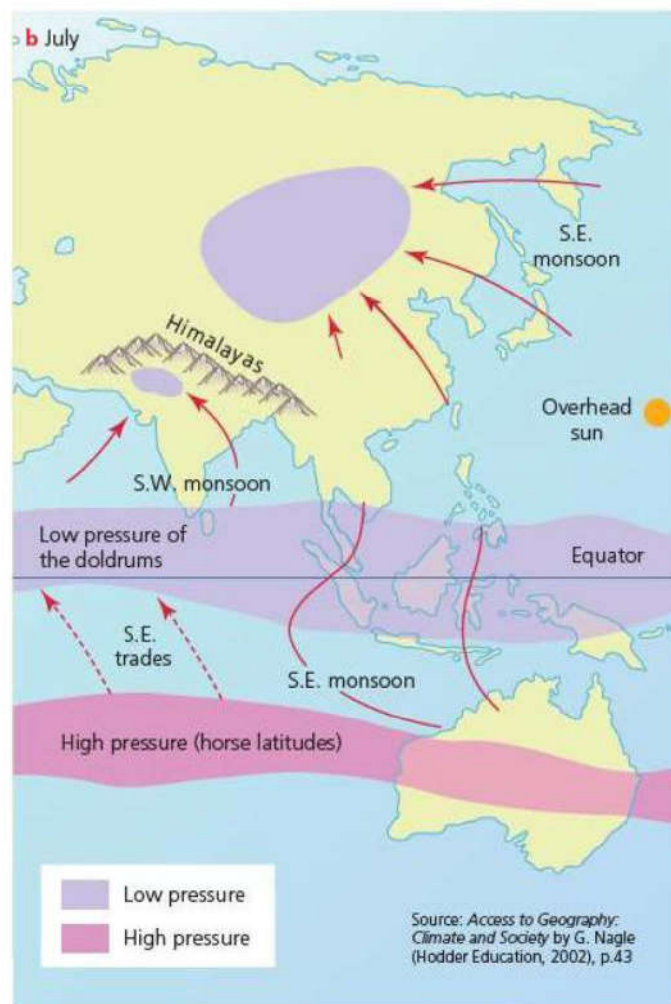 b July
S.E.
monsoon
Himalayas
Overhead
sun
S.W. monsoon
Low pressure of
the doldrums
Equator
S.E.
trades
S.E. monsoon
High pressure (horse latitudes)
Low pressure
High pressure
Source: Access to Geography:
Climate and Society by G. Nagle
(Hodder Education, 2002), p.43